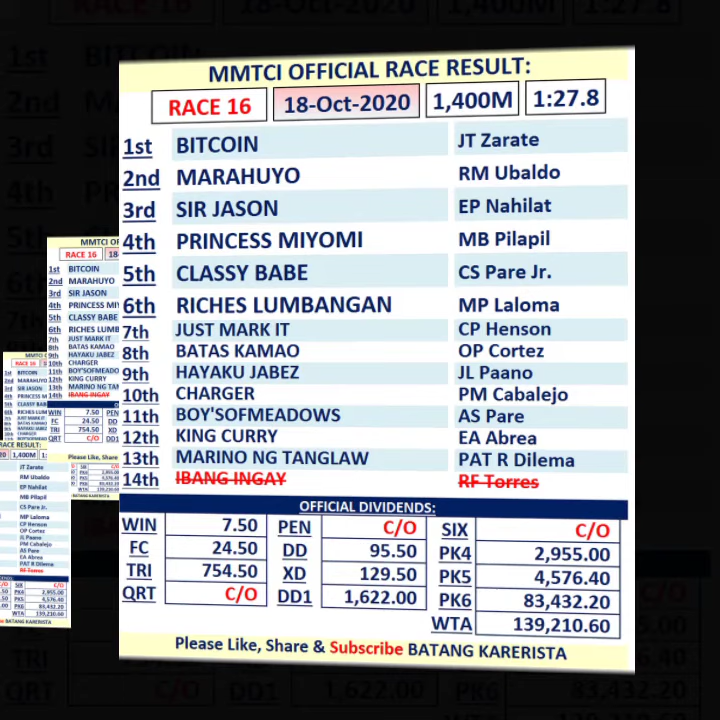 MMTCI OFFICIAL RACE RESULT:
RACE 16 18-Oct-2020 1,400M 1:27.8
1st BITCOIN JT Zarate
2nd MARAHUYO RM Ubaldo
3rd SIR JASON EP Nahilat
4th PRINCESS MIYOMI MB Pilapil
5th CLASSY BABE CS Pare Jr.
6th RICHES LUMBANGAN MP Laloma
7th JUST MARK IT CP Henson
8th BATAS KAMAO OP Cortez
9th HAYAKU JABEZ JL Paano
10th CHARGER PM Cabalejo
11th BOY'SOFMEADOWS AS Pare
12th KING CURRY EA Abrea
13th MARINO NG TANGLAW PAT R Dilema
14th IBANG INGAY RF Torres
OFFICIAL DIVIDENDS:
WIN 7.50 PEN C/O SIX C/O
FC 24.50 DD 95.50 PK4 2,955.00
TRI 754.50 XD 129.50 PK5 4,576.40
QRT C/O DD1 1,622.00 PK6 83,432.20
WTA 139,210.60
Please Like, Share & Subscribe BATANG KARERISTA